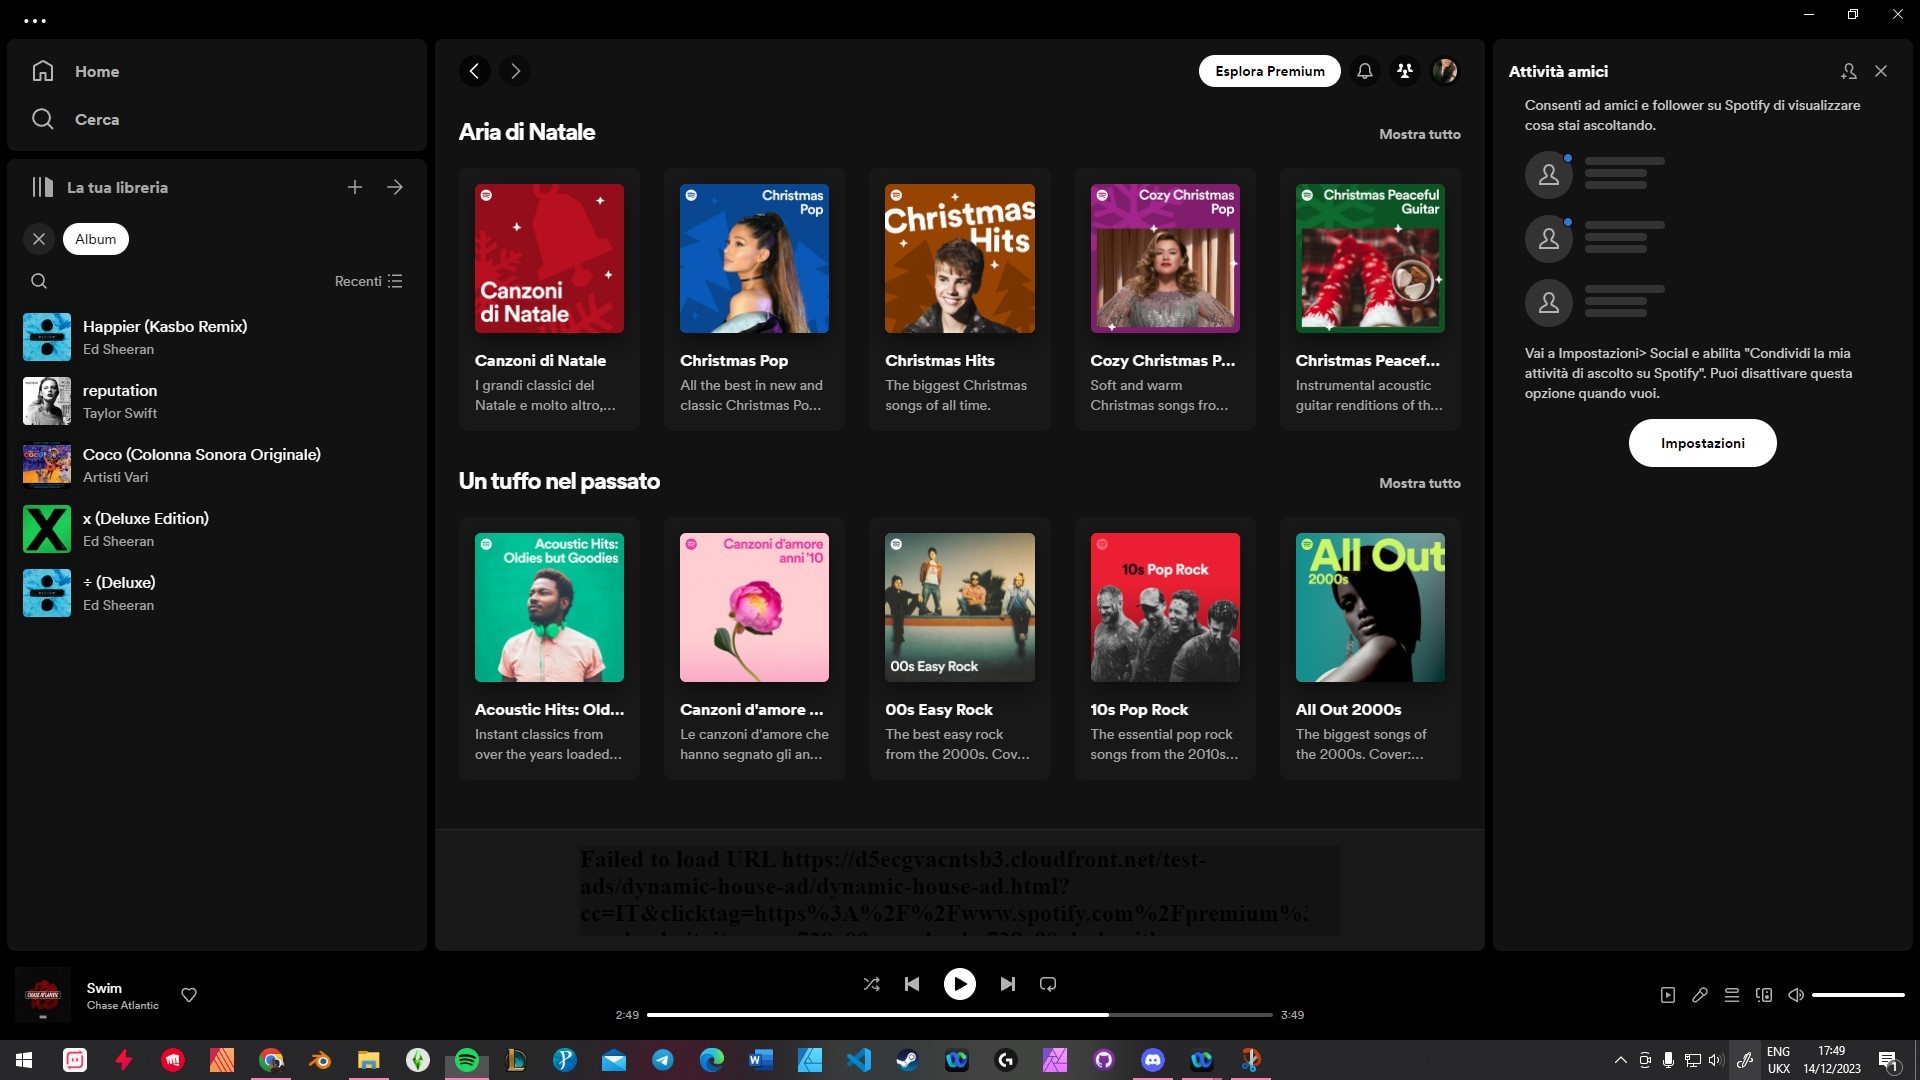 Home
Cerca
La tua libreria
Album
Recenti
Happier (Kasbo Remix)
Ed Sheeran
reputation
Taylor Swift
Coco (Colonna Sonora Originale)
Artisti Vari
x (Deluxe Edition)
Ed Sheeran
÷ (Deluxe)
Ed Sheeran
Esplora Premium
Aria di Natale
Mostra tutto
Canzoni
di Natale
Canzoni di Natale
I grandi classici del
Natale e molto altro,...
Christmas
Pop
Christmas Pop
All the best in new and
classic Christmas Po...
Christmas
Hits
Christmas Hits
The biggest Christmas
songs of all time.
Cozy Christmas
Pop
Cozy Christmas P...
Soft and warm
Christmas songs fro...
Christmas Peaceful
Guitar
Christmas Peacef...
Instrumental acoustic
guitar renditions of th...
Un tuffo nel passato
Mostra tutto
Acoustic Hits:
Oldies but Goodies
Acoustic Hits: Old...
Instant classics from
over the years loaded...
Canzoni d'amore
anni '10
Canzoni d'amore ...
Le canzoni d'amore che
hanno segnato gli an...
00s Easy Rock
00s Easy Rock
The best easy rock
from the 2000s. Cov...
10s Pop Rock
10s Pop Rock
The essential pop rock
songs from the 2010s...
All Out
2000s
All Out 2000s
The biggest songs of
the 2000s. Cover:...
Failed to load URL https://d5ecgvacntsb3.cloudfront.net/test-
ads/dynamic-house-ad/dynamic-house-ad.html?
cc=IT&clicktag=https%3A%2F%2Fwww.spotify.com%2Fpremium%
Attività amici
Consenti ad amici e follower su Spotify di visualizzare
cosa stai ascoltando.
Vai a Impostazioni> Social e abilita "Condividi la mia
attività di ascolto su Spotify". Puoi disattivare questa
opzione quando vuoi.
Impostazioni
CHASE ATLANTIC
Swim
Chase Atlantic
2:49
3:49
ENG
UKX
17:49
14/12/2023
1